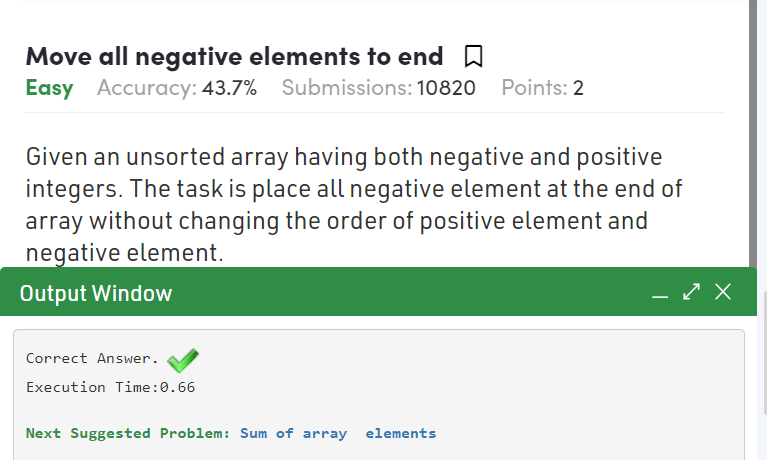 Move all negative elements to end
Easy Accuracy: 43.7% Submissions: 10820 Points: 2
Given an unsorted array having both negative and positive
integers. The task is place all negative element at the end of
array without changing the order of positive element and
negative element.
Output Window
Correct Answer.
Execution Time:0.66
Next Suggested Problem: Sum of array elements